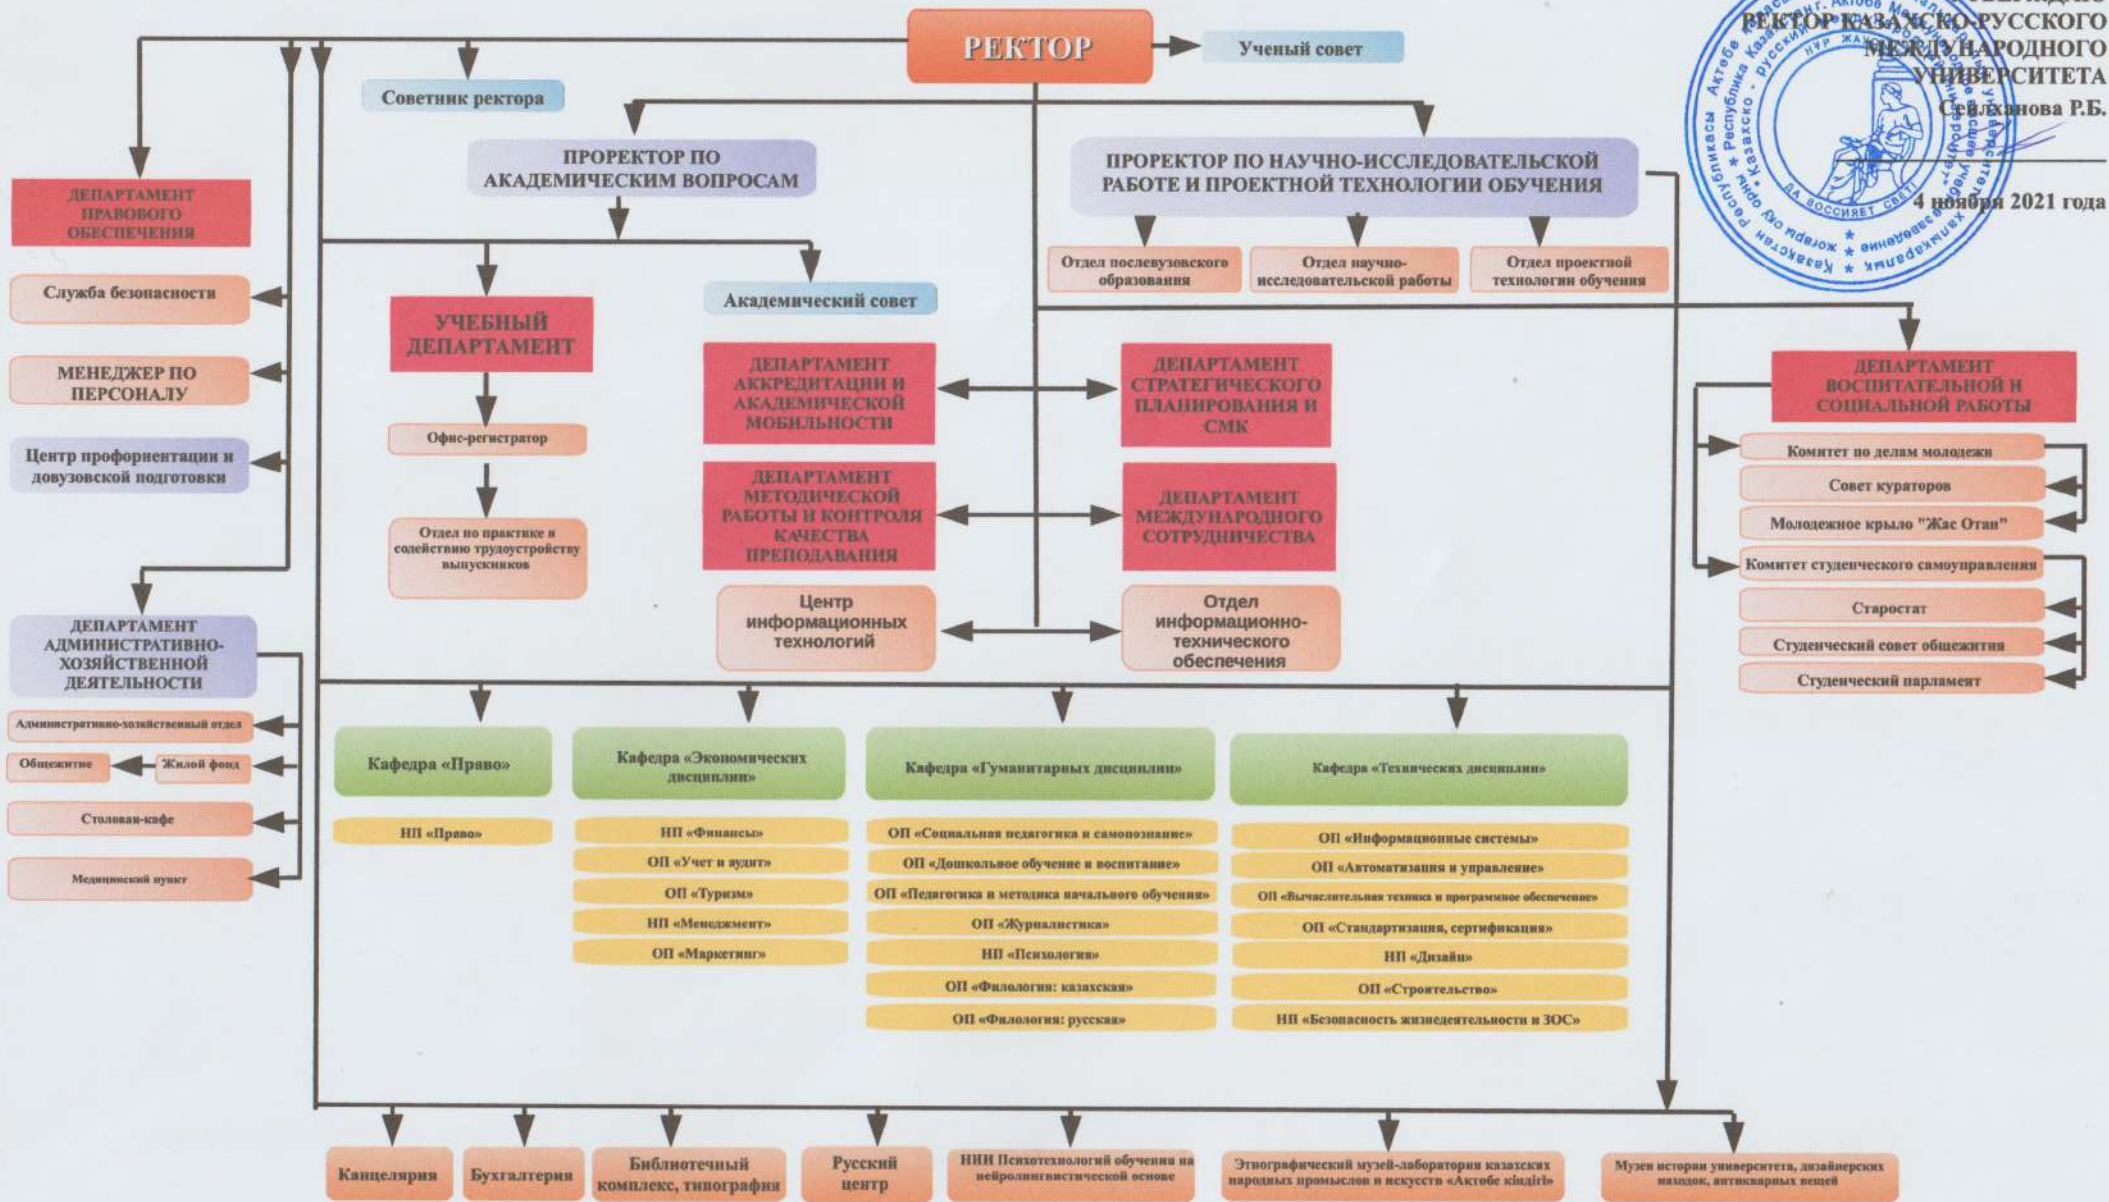 РЕКТОР
Ученый совет
РЕКТОР КАЗАХСКО-РУССКОГО
МЕЖДУНАРОДНОГО
УНИВЕРСИТЕТА
Сейлханова Р.Б.
4 ноября 2021 года
НҰР ЖАУСЫН
ДА ВОССИЯЕТ СВЕТ!
Советник ректора
ПРОРЕКТОР ПО
АКАДЕМИЧЕСКИМ ВОПРОСАМ
ПРОРЕКТОР ПО НАУЧНО-ИССЛЕДОВАТЕЛЬСКОЙ
РАБОТЕ И ПРОЕКТНОЙ ТЕХНОЛОГИИ ОБУЧЕНИЯ
Отдел послевузовского
образования
Отдел научно-
исследовательской работы
Отдел проектной
технологии обучения
ДЕПАРТАМЕНТ
ПРАВОВОГО
ОБЕСПЕЧЕНИЯ
Служба безопасности
МЕНЕДЖЕР ПО
ПЕРСОНАЛУ
Центр профориентации и
довузовской подготовки
УЧЕБНЫЙ
ДЕПАРТАМЕНТ
Офис-регистратор
Отдел по практике и
содействию трудоустройству
выпускников
Академический совет
ДЕПАРТАМЕНТ
АККРЕДИТАЦИИ И
АКАДЕМИЧЕСКОЙ
МОБИЛЬНОСТИ
ДЕПАРТАМЕНТ
СТРАТЕГИЧЕСКОГО
ПЛАНИРОВАНИЯ И
СМК
ДЕПАРТАМЕНТ
МЕТОДИЧЕСКОЙ
РАБОТЫ И КОНТРОЛЯ
КАЧЕСТВА
ПРЕПОДАВАНИЯ
ДЕПАРТАМЕНТ
МЕЖДУНАРОДНОГО
СОТРУДНИЧЕСТВА
Центр
информационных
технологий
Отдел
информационно-
технического
обеспечения
ДЕПАРТАМЕНТ
ВОСПИТАТЕЛЬНОЙ И
СОЦИАЛЬНОЙ РАБОТЫ
Комитет по делам молодежи
Совет кураторов
Молодежное крыло "Жас Отан"
Комитет студенческого самоуправления
Старостат
Студенческий совет общежития
Студенческий парламент
ДЕПАРТАМЕНТ
АДМИНИСТРАТИВНО-
ХОЗЯЙСТВЕННОЙ
ДЕЯТЕЛЬНОСТИ
Административно-хозяйственный отдел
Общежитие
Жилой фонд
Столовая-кафе
Медицинский пункт
Кафедра «Право»
НП «Право»
Кафедра «Экономических
дисциплин»
НП «Финансы»
ОП «Учет и аудит»
ОП «Туризм»
НП «Менеджмент»
ОП «Маркетинг»
Кафедра «Гуманитарных дисциплин»
ОП «Социальная педагогика и самопознание»
ОП «Дошкольное обучение и воспитание»
ОП «Педагогика и методика начального обучения»
ОП «Журналистика»
НП «Психология»
ОП «Филология: казахская»
ОП «Филология: русская»
Кафедра «Технических дисциплин»
ОП «Информационные системы»
ОП «Автоматизация и управление»
ОП «Вычислительная техника и программное обеспечение»
ОП «Стандартизация, сертификация»
НП «Дизайн»
ОП «Строительство»
НП «Безопасность жизнедеятельности и ЗОС»
Канцелярия
Бухгалтерия
Библиотечный
комплекс, типография
Русский
центр
НИИ Психотехнологий обучения на
нейролингвистической основе
Этнографический музей-лаборатория казахских
народных промыслов и искусств «Ақтөбе кіндігі»
Музеи истории университета, дизайнерских
находок, антикварных вещей